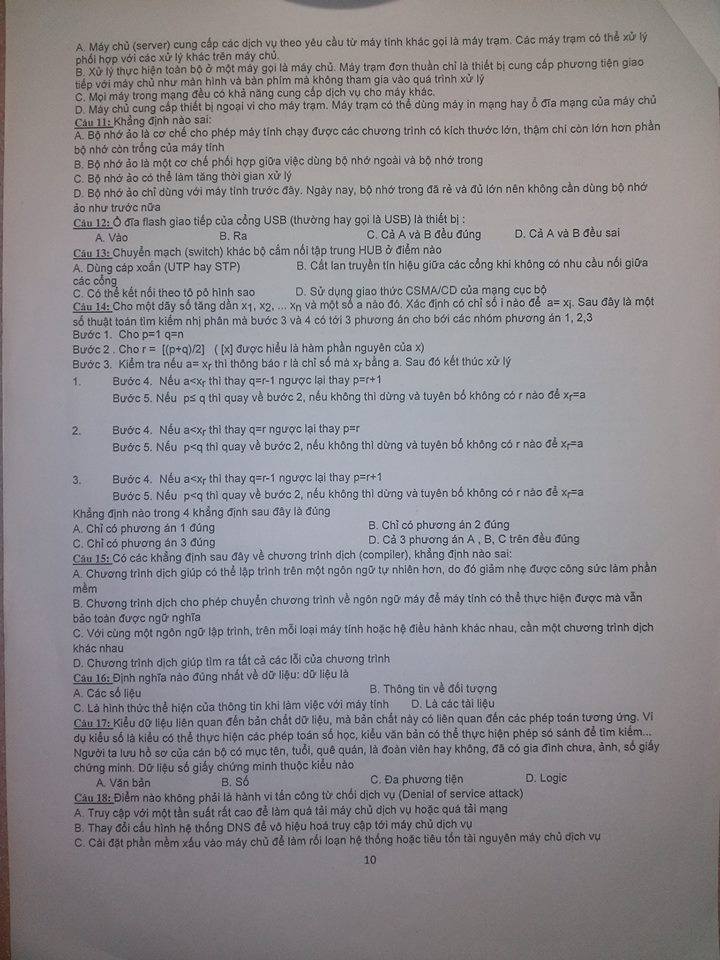 A. Máy chủ (server) cung cấp các dịch vụ theo yêu cầu từ máy tính khác gọi là máy trạm. Các máy trạm có thể xử lý
phối hợp với các xử lý khác trên máy chủ.
B. Xử lý thực hiện toàn bộ ở một máy gọi là máy chủ. Máy trạm đơn thuần chỉ là thiết bị cung cấp phương tiện giao
tiếp với máy chủ như màn hình và bàn phím mà không tham gia vào quá trình xử lý
C. Mọi máy trong mạng đều có khả năng cung cấp dịch vụ cho máy khác.
D. Máy chủ cung cấp thiết bị ngoại vi cho máy trạm. Máy trạm có thể dùng máy in mạng hay ổ đĩa mạng của máy chủ
Câu 11: Khẳng định nào sai:
A. Bộ nhớ ảo là cơ chế cho phép máy tính chạy được các chương trình có kích thước lớn, thậm chí còn lớn hơn phần
bộ nhớ còn trống của máy tính
B. Bộ nhớ ảo là một cơ chế phối hợp giữa việc dùng bộ nhớ ngoài và bộ nhớ trong
C. Bộ nhớ ảo có thể làm tăng thời gian xử lý
D. Bộ nhớ ảo chỉ dùng với máy tính trước đây. Ngày nay, bộ nhớ trong đã rẻ và đủ lớn nên không cần dùng bộ nhớ
ảo như trước nữa
Câu 12: Ổ đĩa flash giao tiếp của cổng USB (thường hay gọi là USB) là thiết bị :
A. Vào B. Ra C. Cả A và B đều đúng D. Cả A và B đều sai
Câu 13: Chuyển mạch (switch) khác bộ cắm nối tập trung HUB ở điểm nào
A. Dùng cáp xoắn (UTP hay STP) B. Cắt lan truyền tín hiệu giữa các cổng khi không có nhu cầu nối giữa
các cổng
C. Có thể kết nối theo tô pô hình sao D. Sử dụng giao thức CSMA/CD của mạng cục bộ
Câu 14: Cho một dãy số tăng dần x1, x2, ... xn và một số a nào đó. Xác định có chỉ số i nào để a= xi. Sau đây là một
số thuật toán tìm kiếm nhị phân mà bước 3 và 4 có tới 3 phương án cho bởi các nhóm phương án 1, 2,3
Bước 1. Cho p=1 q=n
Bước 2 . Cho r = [(p+q)/2] ( [x] được hiểu là hàm phần nguyên của x)
Bước 3. Kiểm tra nếu a= xr thì thông báo r là chỉ số mà xr bằng a. Sau đó kết thúc xử lý
1. Bước 4. Nếu a<xr thì thay q=r-1 ngược lại thay p=r+1
Bước 5. Nếu p≤ q thì quay về bước 2, nếu không thì dừng và tuyên bố không có r nào để xr=a
2. Bước 4. Nếu a<xr thì thay q=r ngược lại thay p=r
Bước 5. Nếu p<q thì quay về bước 2, nếu không thì dừng và tuyên bố không có r nào để xr=a
3. Bước 4. Nếu a<xr thì thay q=r-1 ngược lại thay p=r+1
Bước 5. Nếu p<q thì quay về bước 2, nếu không thì dừng và tuyên bố không có r nào để xr=a
Khẳng định nào trong 4 khẳng định sau đây là đúng
A. Chỉ có phương án 1 đúng B. Chỉ có phương án 2 đúng
C. Chỉ có phương án 3 đúng D. Cả 3 phương án A , B, C trên đều đúng
Câu 15: Có các khẳng định sau đây về chương trình dịch (compiler), khẳng định nào sai:
A. Chương trình dịch giúp có thể lập trình trên một ngôn ngữ tự nhiên hơn, do đó giảm nhẹ được công sức làm phần
mềm
B. Chương trình dịch cho phép chuyển chương trình về ngôn ngữ máy để máy tính có thể thực hiện được mà vẫn
bảo toàn được ngữ nghĩa
C. Với cùng một ngôn ngữ lập trình, trên mỗi loại máy tính hoặc hệ điều hành khác nhau, cần một chương trình dịch
khác nhau
D. Chương trình dịch giúp tìm ra tất cả các lỗi của chương trình
Câu 16: Định nghĩa nào đúng nhất về dữ liệu: dữ liệu là
A. Các số liệu B. Thông tin về đối tượng
C. Là hình thức thể hiện của thông tin khi làm việc với máy tính D. Là các tài liệu
Câu 17: Kiểu dữ liệu liên quan đến bản chất dữ liệu, mà bản chất này có liên quan đến các phép toán tương ứng. Ví
dụ kiểu số là kiểu có thể thực hiện các phép toán số học, kiểu văn bản có thể thực hiện phép só sánh để tìm kiếm...
Người ta lưu hồ sơ của cán bộ có mục tên, tuổi, quê quán, là đoàn viên hay không, đã có gia đình chưa, ảnh, số giấy
chứng minh. Dữ liệu số giấy chứng minh thuộc kiểu nào
A. Văn bản B. Số C. Đa phương tiện D. Logic
Câu 18: Điểm nào không phải là hành vi tấn công từ chối dịch vụ (Denial of service attack)
A. Truy cập với một tần suất rất cao để làm quá tải máy chủ dịch vụ hoặc quá tải mạng
B. Thay đổi cấu hình hệ thống DNS để vô hiệu hoá truy cập tới máy chủ dịch vụ
C. Cài đặt phần mềm xấu vào máy chủ để làm rối loạn hệ thống hoặc tiêu tốn tài nguyên máy chủ dịch vụ
10